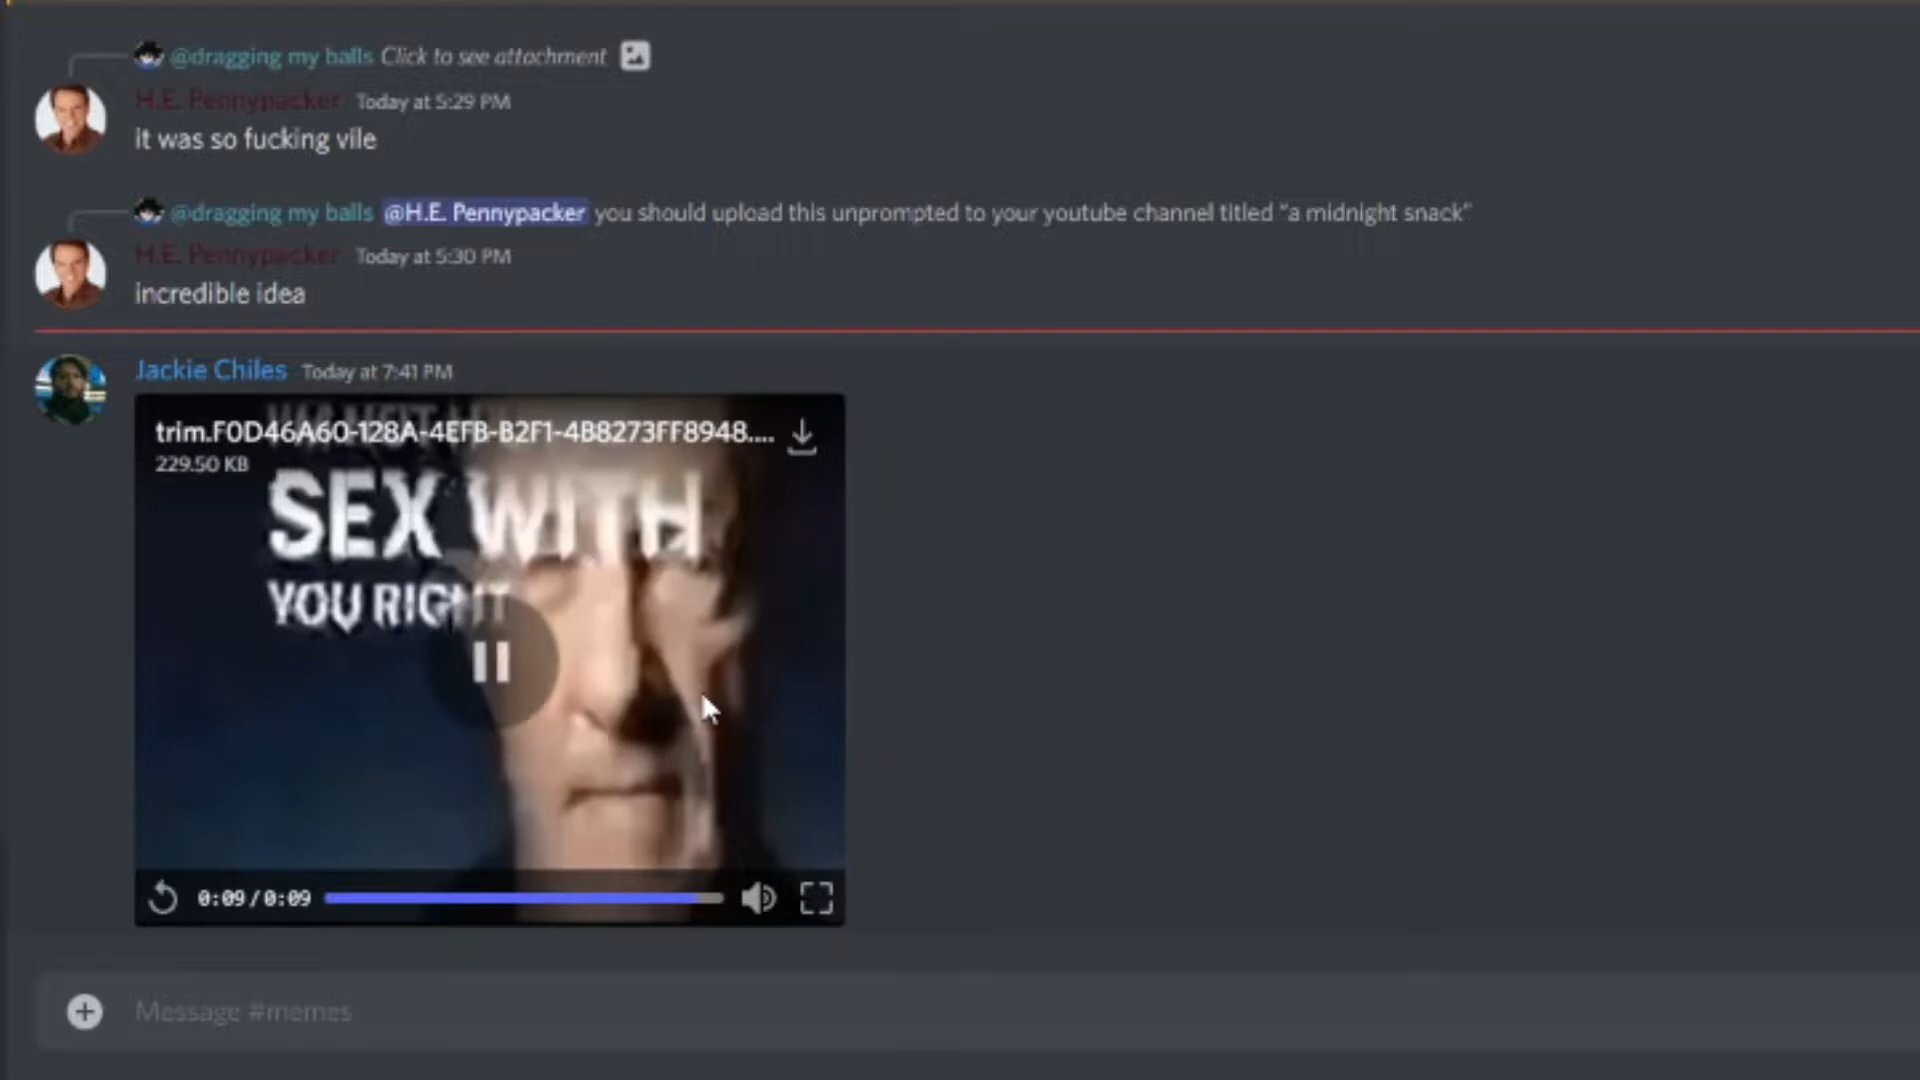 @dragging my balls Click to see attachment
H.E. Pennypacker Today at 5:29 PM
it was so fucking vile
@dragging my balls @H.E. Pennypacker you should upload this unprompted to your youtube channel titled "a midnight snack"
H.E. Pennypacker Today at 5:30 PM
incredible idea
Jackie Chiles Today at 7:41 PM
trim.F0D46A60-128A-4EFB-B2F1-4B8273FF8948....
229.50 KB
SEX WITH
YOU RIGHT
0:09/0:09
Message #memes